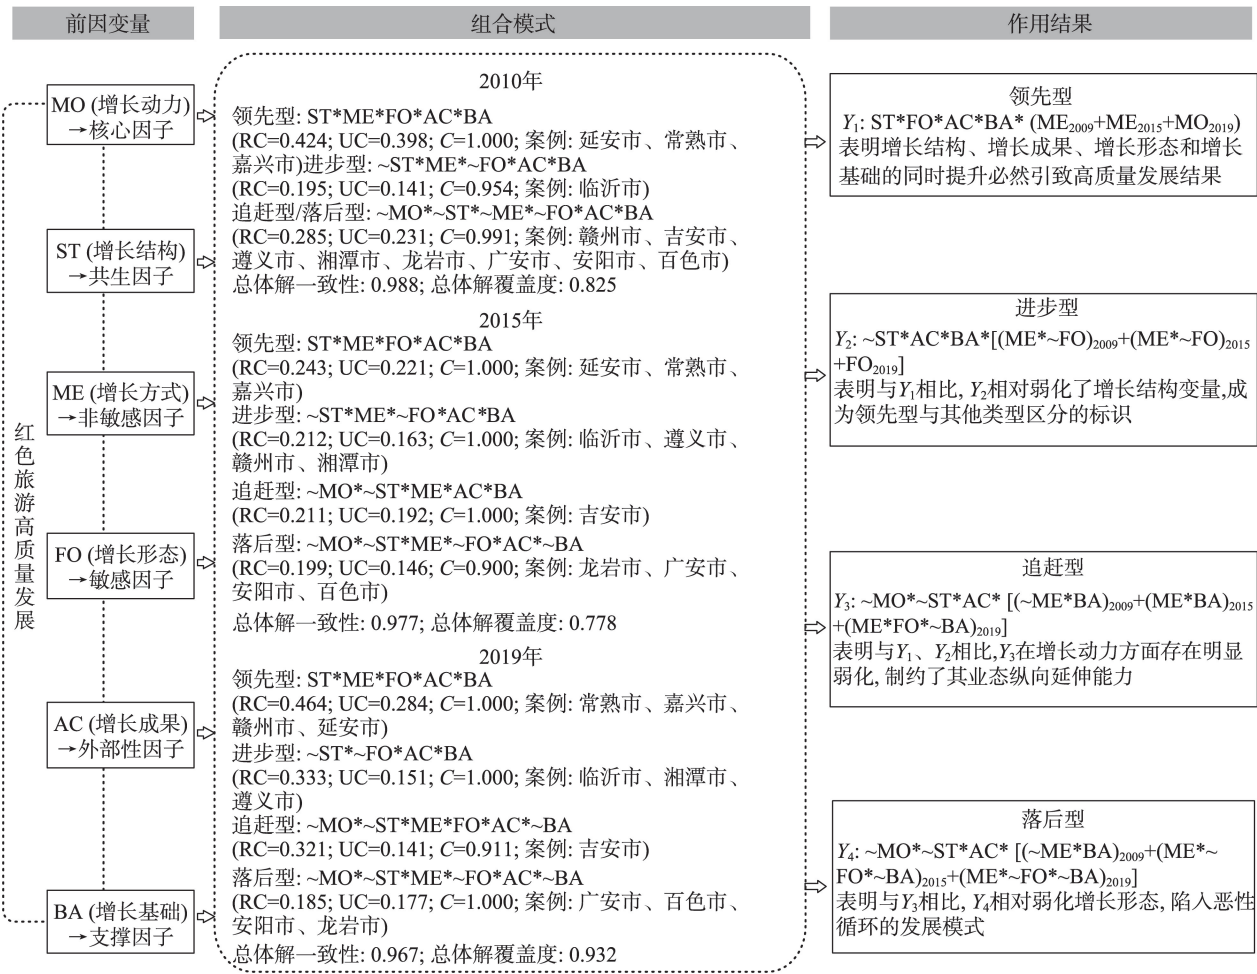 前因变量
组合模式
作用结果
红色旅游高质量发展
MO (增长动力)
→核心因子
ST (增长结构)
→共生因子
ME (增长方式)
→非敏感因子
FO (增长形态)
→敏感因子
AC (增长成果)
→外部性因子
BA (增长基础)
→支撑因子
2010年
领先型: ST*ME*FO*AC*BA
(RC=0.424; UC=0.398; C=1.000; 案例: 延安市、常熟市、
嘉兴市)进步型: ~ST*ME*~FO*AC*BA
(RC=0.195; UC=0.141; C=0.954; 案例: 临沂市)
追赶型/落后型: ~MO*~ST*~ME*~FO*AC*BA
(RC=0.285; UC=0.231; C=0.991; 案例: 赣州市、吉安市、
遵义市、湘潭市、龙岩市、广安市、安阳市、百色市)
总体解一致性: 0.988; 总体解覆盖度: 0.825
2015年
领先型: ST*ME*FO*AC*BA
(RC=0.243; UC=0.221; C=1.000; 案例: 延安市、常熟市、
嘉兴市)
进步型: ~ST*ME*~FO*AC*BA
(RC=0.212; UC=0.163; C=1.000; 案例: 临沂市、遵义市、
赣州市、湘潭市)
追赶型: ~MO*~ST*ME*AC*BA
(RC=0.211; UC=0.192; C=1.000; 案例: 吉安市)
落后型: ~MO*~ST*ME*~FO*AC*~BA
(RC=0.199; UC=0.146; C=0.900; 案例: 龙岩市、广安市、
安阳市、百色市)
总体解一致性: 0.977; 总体解覆盖度: 0.778
2019年
领先型: ST*ME*FO*AC*BA
(RC=0.464; UC=0.284; C=1.000; 案例: 常熟市、嘉兴市、
赣州市、延安市)
进步型: ~ST*~FO*AC*BA
(RC=0.333; UC=0.151; C=1.000; 案例: 临沂市、湘潭市、
遵义市)
追赶型: ~MO*~ST*ME*FO*AC*~BA
(RC=0.321; UC=0.141; C=0.911; 案例: 吉安市)
落后型: ~MO*~ST*ME*~FO*AC*~BA
(RC=0.185; UC=0.177; C=1.000; 案例: 广安市、百色市、
安阳市、龙岩市)
总体解一致性: 0.967; 总体解覆盖度: 0.932
领先型
Y₁: ST*FO*AC*BA* (ME₂₀₀₉+ME₂₀₁₅+MO₂₀₁₉)
表明增长结构、增长成果、增长形态和增长
基础的同时提升必然引致高质量发展结果
进步型
Y₂: ~ST*AC*BA*[(ME*~FO)₂₀₀₉+(ME*~FO)₂₀₁₅
+FO₂₀₁₉]
表明与Y₁相比, Y₂相对弱化了增长结构变量,成
为领先型与其他类型区分的标识
追赶型
Y₃: ~MO*~ST*AC* [(~ME*BA)₂₀₀₉+(ME*BA)₂₀₁₅
+(ME*FO*~BA)₂₀₁₉]
表明与Y₁、Y₂相比,Y₃在增长动力方面存在明显
弱化, 制约了其业态纵向延伸能力
落后型
Y₄: ~MO*~ST*AC* [(~ME*BA)₂₀₀₉+(ME*~
FO*~BA)₂₀₁₅+(ME*~FO*~BA)₂₀₁₉]
表明与Y₃相比, Y₄相对弱化增长形态, 陷入恶性
循环的发展模式